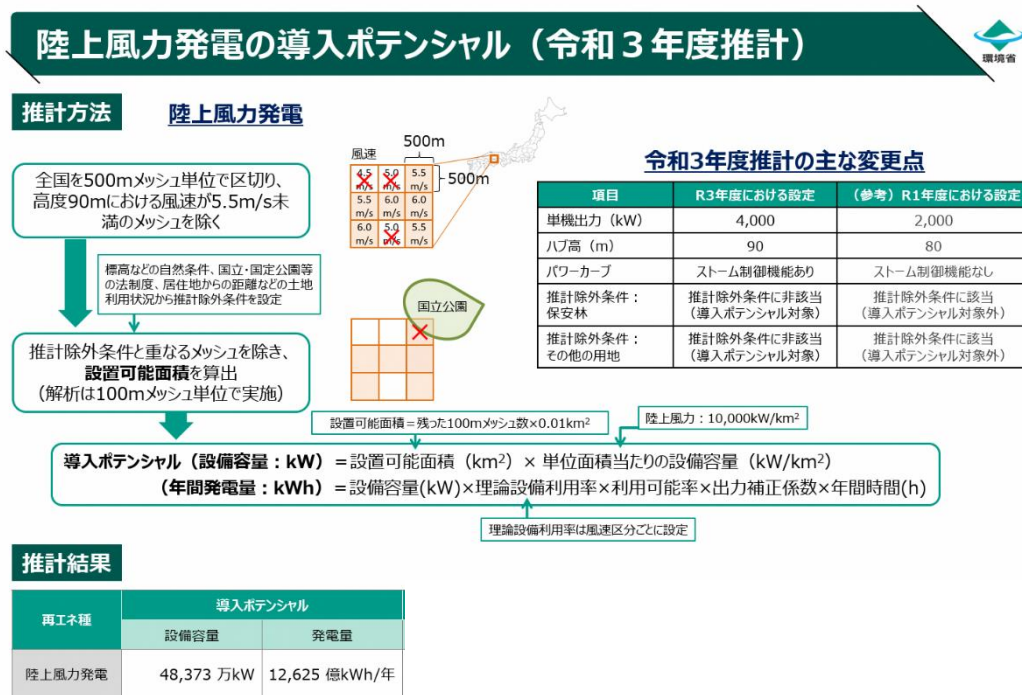 陸上風力発電の導入ポテンシャル（令和３年度推計）
環境省
推計方法
陸上風力発電
全国を500mメッシュ単位で区切り、
高度90mにおける風速が5.5m/s未
満のメッシュを除く
標高などの自然条件、国立・国定公園等
の法制度、居住地からの距離などの土地
利用状況から推計除外条件を設定
推計除外条件と重なるメッシュを除き、
設置可能面積を算出
（解析は100mメッシュ単位で実施）
風速
500m
500m
4.5 m/s 5.0 m/s 5.5 m/s
5.5 m/s 6.0 m/s 6.0 m/s
6.0 m/s 5.0 m/s 5.5 m/s
国立公園
令和3年度推計の主な変更点
項目 R3年度における設定 （参考）R1年度における設定
単機出力（kW） 4,000 2,000
ハブ高（m） 90 80
パワーカーブ ストーム制御機能あり ストーム制御機能なし
推計除外条件： 推計除外条件に非該当 推計除外条件に該当
保安林 （導入ポテンシャル対象） （導入ポテンシャル対象外）
推計除外条件： 推計除外条件に非該当 推計除外条件に該当
その他の用地 （導入ポテンシャル対象） （導入ポテンシャル対象外）
設置可能面積＝残った100mメッシュ数×0.01km²
陸上風力：10,000kW/km²
導入ポテンシャル（設備容量：kW）＝設置可能面積（km²）× 単位面積当たりの設備容量（kW/km²）
（年間発電量：kWh）＝設備容量(kW)×理論設備利用率×利用可能率×出力補正係数×年間時間(h)
理論設備利用率は風速区分ごとに設定
推計結果
再エネ種 導入ポテンシャル
設備容量 発電量
陸上風力発電 48,373 万kW 12,625 億kWh/年